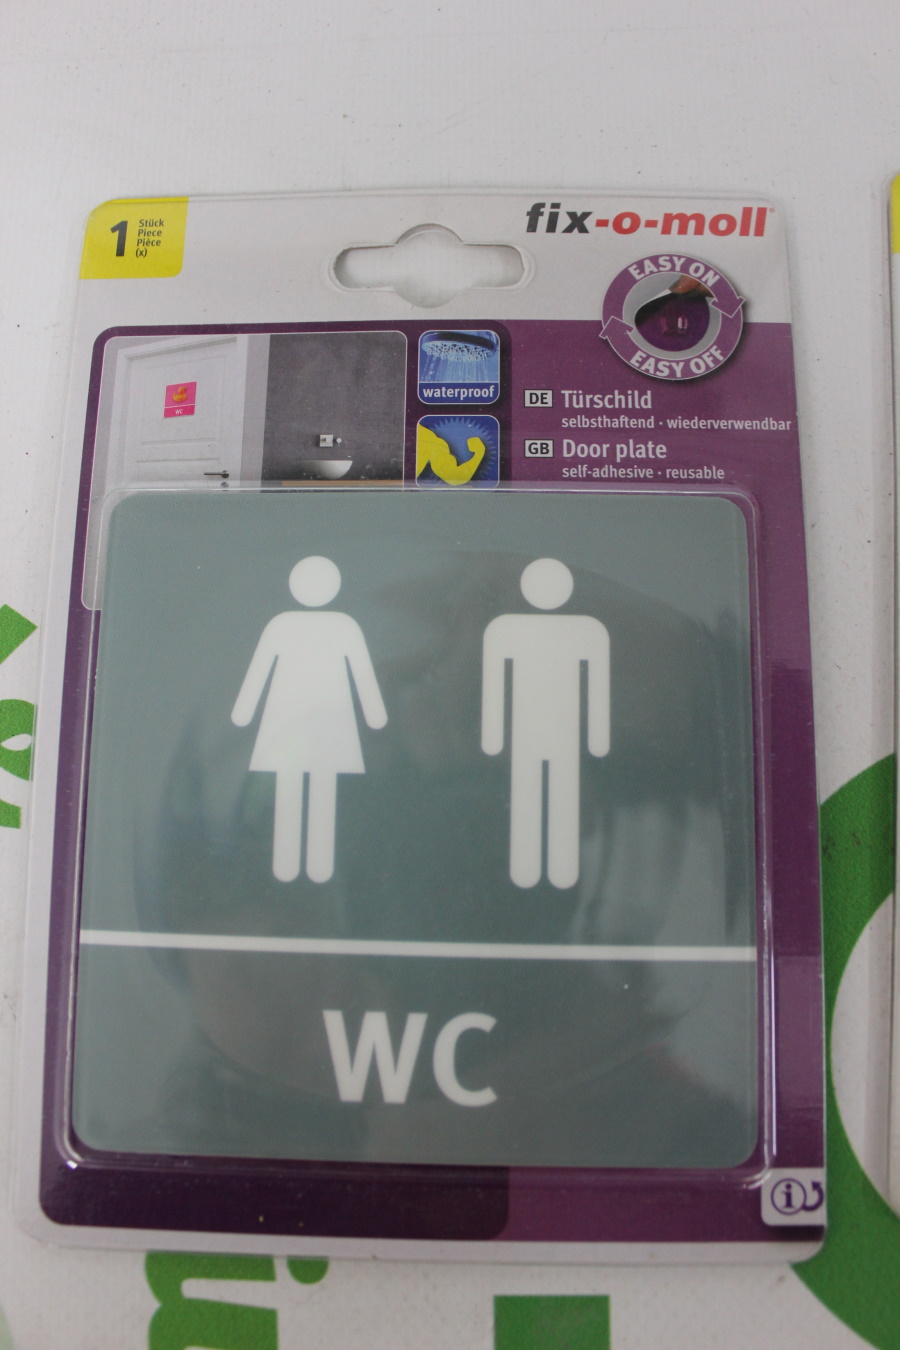 1
Stück
Piece
Pièce
(x)
fix-o-moll®
EASY ON
EASY OFF
WC
waterproof
DE Türschild
selbsthaftend · wiederverwendbar
GB Door plate
self-adhesive · reusable
WC
i